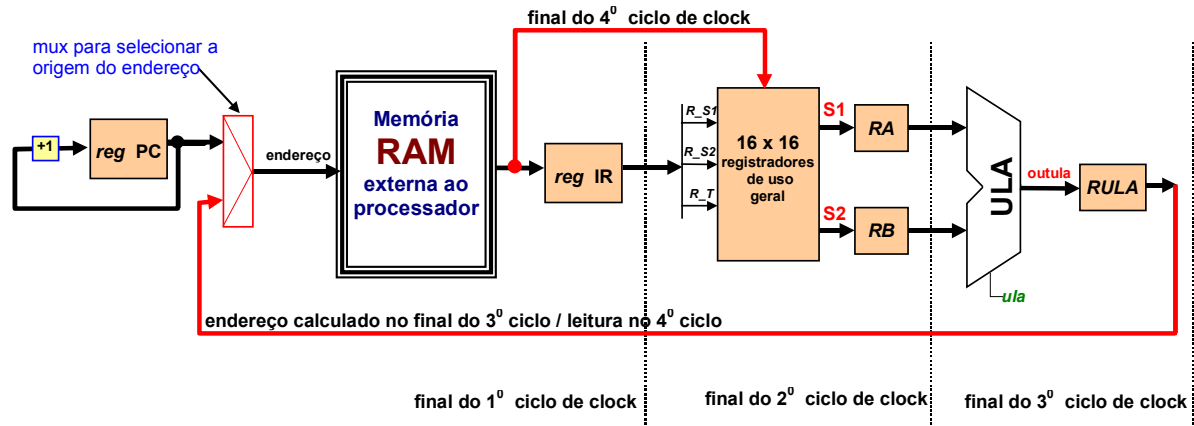 final do 4⁰ ciclo de clock
mux para selecionar a
origem do endereço
+1
reg PC
endereço
Memória
RAM
externa ao
processador
reg IR
R_S1
R_S2
R_T
16 x 16
registradores
de uso
geral
S1
S2
RA
RB
ULA
ula
outula
RULA
endereço calculado no final do 3⁰ ciclo / leitura no 4⁰ ciclo
final do 1⁰ ciclo de clock
final do 2⁰ ciclo de clock
final do 3⁰ ciclo de clock